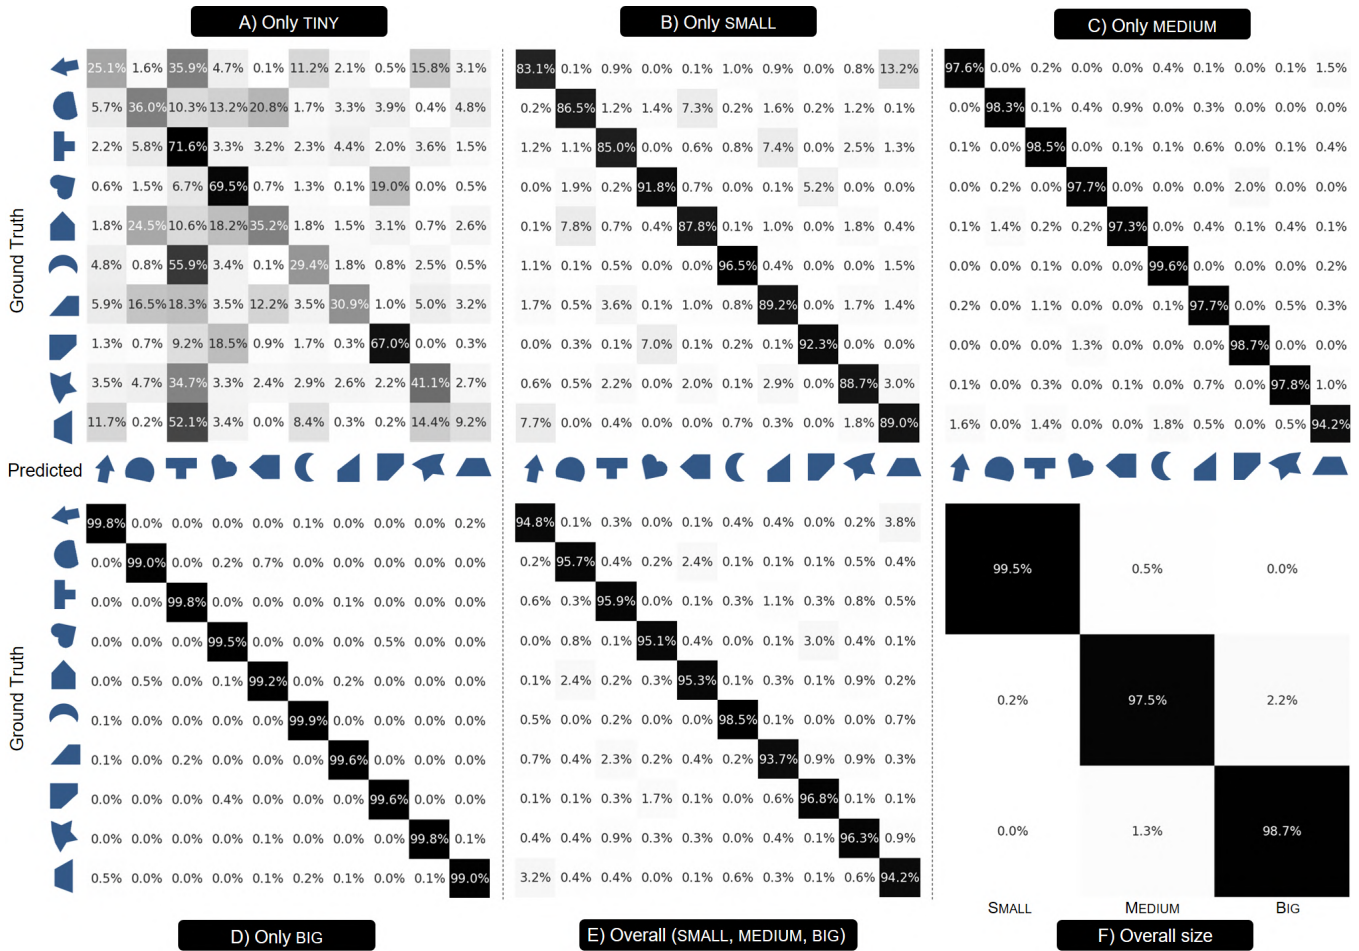 A) Only TINY
B) Only SMALL
C) Only MEDIUM
Ground Truth
25.1% 1.6% 35.9% 4.7% 0.1% 11.2% 2.1% 0.5% 15.8% 3.1%
5.7% 36.0% 10.3% 13.2% 20.8% 1.7% 3.3% 3.9% 0.4% 4.8%
2.2% 5.8% 71.6% 3.3% 3.2% 2.3% 4.4% 2.0% 3.6% 1.5%
0.6% 1.5% 6.7% 69.5% 0.7% 1.3% 0.1% 19.0% 0.0% 0.5%
1.8% 24.5% 10.6% 18.2% 35.2% 1.8% 1.5% 3.1% 0.7% 2.6%
4.8% 0.8% 55.9% 3.4% 0.1% 29.4% 1.8% 0.8% 2.5% 0.5%
5.9% 16.5% 18.3% 3.5% 12.2% 3.5% 30.9% 1.0% 5.0% 3.2%
1.3% 0.7% 9.2% 18.5% 0.9% 1.7% 0.3% 67.0% 0.0% 0.3%
3.5% 4.7% 34.7% 3.3% 2.4% 2.9% 2.6% 2.2% 41.1% 2.7%
11.7% 0.2% 52.1% 3.4% 0.0% 8.4% 0.3% 0.2% 14.4% 9.2%
83.1% 0.1% 0.9% 0.0% 0.1% 1.0% 0.9% 0.0% 0.8% 13.2%
0.2% 86.5% 1.2% 1.4% 7.3% 0.2% 1.6% 0.2% 1.2% 0.1%
1.2% 1.1% 85.0% 0.0% 0.6% 0.8% 7.4% 0.0% 2.5% 1.3%
0.0% 1.9% 0.2% 91.8% 0.7% 0.0% 0.1% 5.2% 0.0% 0.0%
0.1% 7.8% 0.7% 0.4% 87.8% 0.1% 1.0% 0.0% 1.8% 0.4%
1.1% 0.1% 0.5% 0.0% 0.0% 96.5% 0.4% 0.0% 0.0% 1.5%
1.7% 0.5% 3.6% 0.1% 1.0% 0.8% 89.2% 0.0% 1.7% 1.4%
0.0% 0.3% 0.1% 7.0% 0.1% 0.2% 0.1% 92.3% 0.0% 0.0%
0.6% 0.5% 2.2% 0.0% 2.0% 0.1% 2.9% 0.0% 88.7% 3.0%
7.7% 0.0% 0.4% 0.0% 0.0% 0.7% 0.3% 0.0% 1.8% 89.0%
97.6% 0.0% 0.2% 0.0% 0.0% 0.4% 0.1% 0.0% 0.1% 1.5%
0.0% 98.3% 0.1% 0.4% 0.9% 0.0% 0.3% 0.0% 0.0% 0.0%
0.1% 0.0% 98.5% 0.0% 0.1% 0.1% 0.6% 0.0% 0.1% 0.4%
0.0% 0.2% 0.0% 97.7% 0.0% 0.0% 0.0% 2.0% 0.0% 0.0%
0.1% 1.4% 0.2% 0.2% 97.3% 0.0% 0.4% 0.1% 0.4% 0.1%
0.0% 0.0% 0.1% 0.0% 0.0% 99.6% 0.0% 0.0% 0.0% 0.2%
0.2% 0.0% 1.1% 0.0% 0.0% 0.1% 97.7% 0.0% 0.5% 0.3%
0.0% 0.0% 0.0% 1.3% 0.0% 0.0% 0.0% 98.7% 0.0% 0.0%
0.1% 0.0% 0.3% 0.0% 0.1% 0.0% 0.7% 0.0% 97.8% 1.0%
1.6% 0.0% 1.4% 0.0% 0.0% 1.8% 0.5% 0.0% 0.5% 94.2%
Predicted
Ground Truth
99.8% 0.0% 0.0% 0.0% 0.0% 0.1% 0.0% 0.0% 0.0% 0.2%
0.0% 99.0% 0.0% 0.2% 0.7% 0.0% 0.0% 0.0% 0.0% 0.0%
0.0% 0.0% 99.8% 0.0% 0.0% 0.0% 0.1% 0.0% 0.0% 0.0%
0.0% 0.0% 0.0% 99.5% 0.0% 0.0% 0.0% 0.5% 0.0% 0.0%
0.0% 0.5% 0.0% 0.1% 99.2% 0.0% 0.2% 0.0% 0.0% 0.0%
0.1% 0.0% 0.0% 0.0% 0.0% 99.9% 0.0% 0.0% 0.0% 0.0%
0.1% 0.0% 0.2% 0.0% 0.0% 0.0% 99.6% 0.0% 0.0% 0.0%
0.0% 0.0% 0.0% 0.4% 0.0% 0.0% 0.0% 99.6% 0.0% 0.0%
0.0% 0.0% 0.0% 0.0% 0.1% 0.0% 0.0% 0.0% 99.8% 0.1%
0.5% 0.0% 0.0% 0.0% 0.1% 0.2% 0.1% 0.0% 0.1% 99.0%
94.8% 0.1% 0.3% 0.0% 0.1% 0.4% 0.4% 0.0% 0.2% 3.8%
0.2% 95.7% 0.4% 0.2% 2.4% 0.1% 0.1% 0.1% 0.5% 0.4%
0.6% 0.3% 95.9% 0.0% 0.1% 0.3% 1.1% 0.3% 0.8% 0.5%
0.0% 0.8% 0.1% 95.1% 0.4% 0.0% 0.1% 3.0% 0.4% 0.1%
0.1% 2.4% 0.2% 0.3% 95.3% 0.1% 0.3% 0.1% 0.9% 0.2%
0.5% 0.0% 0.2% 0.0% 0.0% 98.5% 0.1% 0.0% 0.0% 0.7%
0.7% 0.4% 2.3% 0.2% 0.4% 0.2% 93.7% 0.9% 0.9% 0.3%
0.1% 0.1% 0.3% 1.7% 0.1% 0.0% 0.6% 96.8% 0.1% 0.1%
0.4% 0.4% 0.9% 0.3% 0.3% 0.0% 0.4% 0.1% 96.3% 0.9%
3.2% 0.4% 0.4% 0.0% 0.1% 0.6% 0.3% 0.1% 0.6% 94.2%
99.5% 0.5% 0.0%
0.2% 97.5% 2.2%
0.0% 1.3% 98.7%
SMALL MEDIUM BIG
D) Only BIG
E) Overall (SMALL, MEDIUM, BIG)
F) Overall size